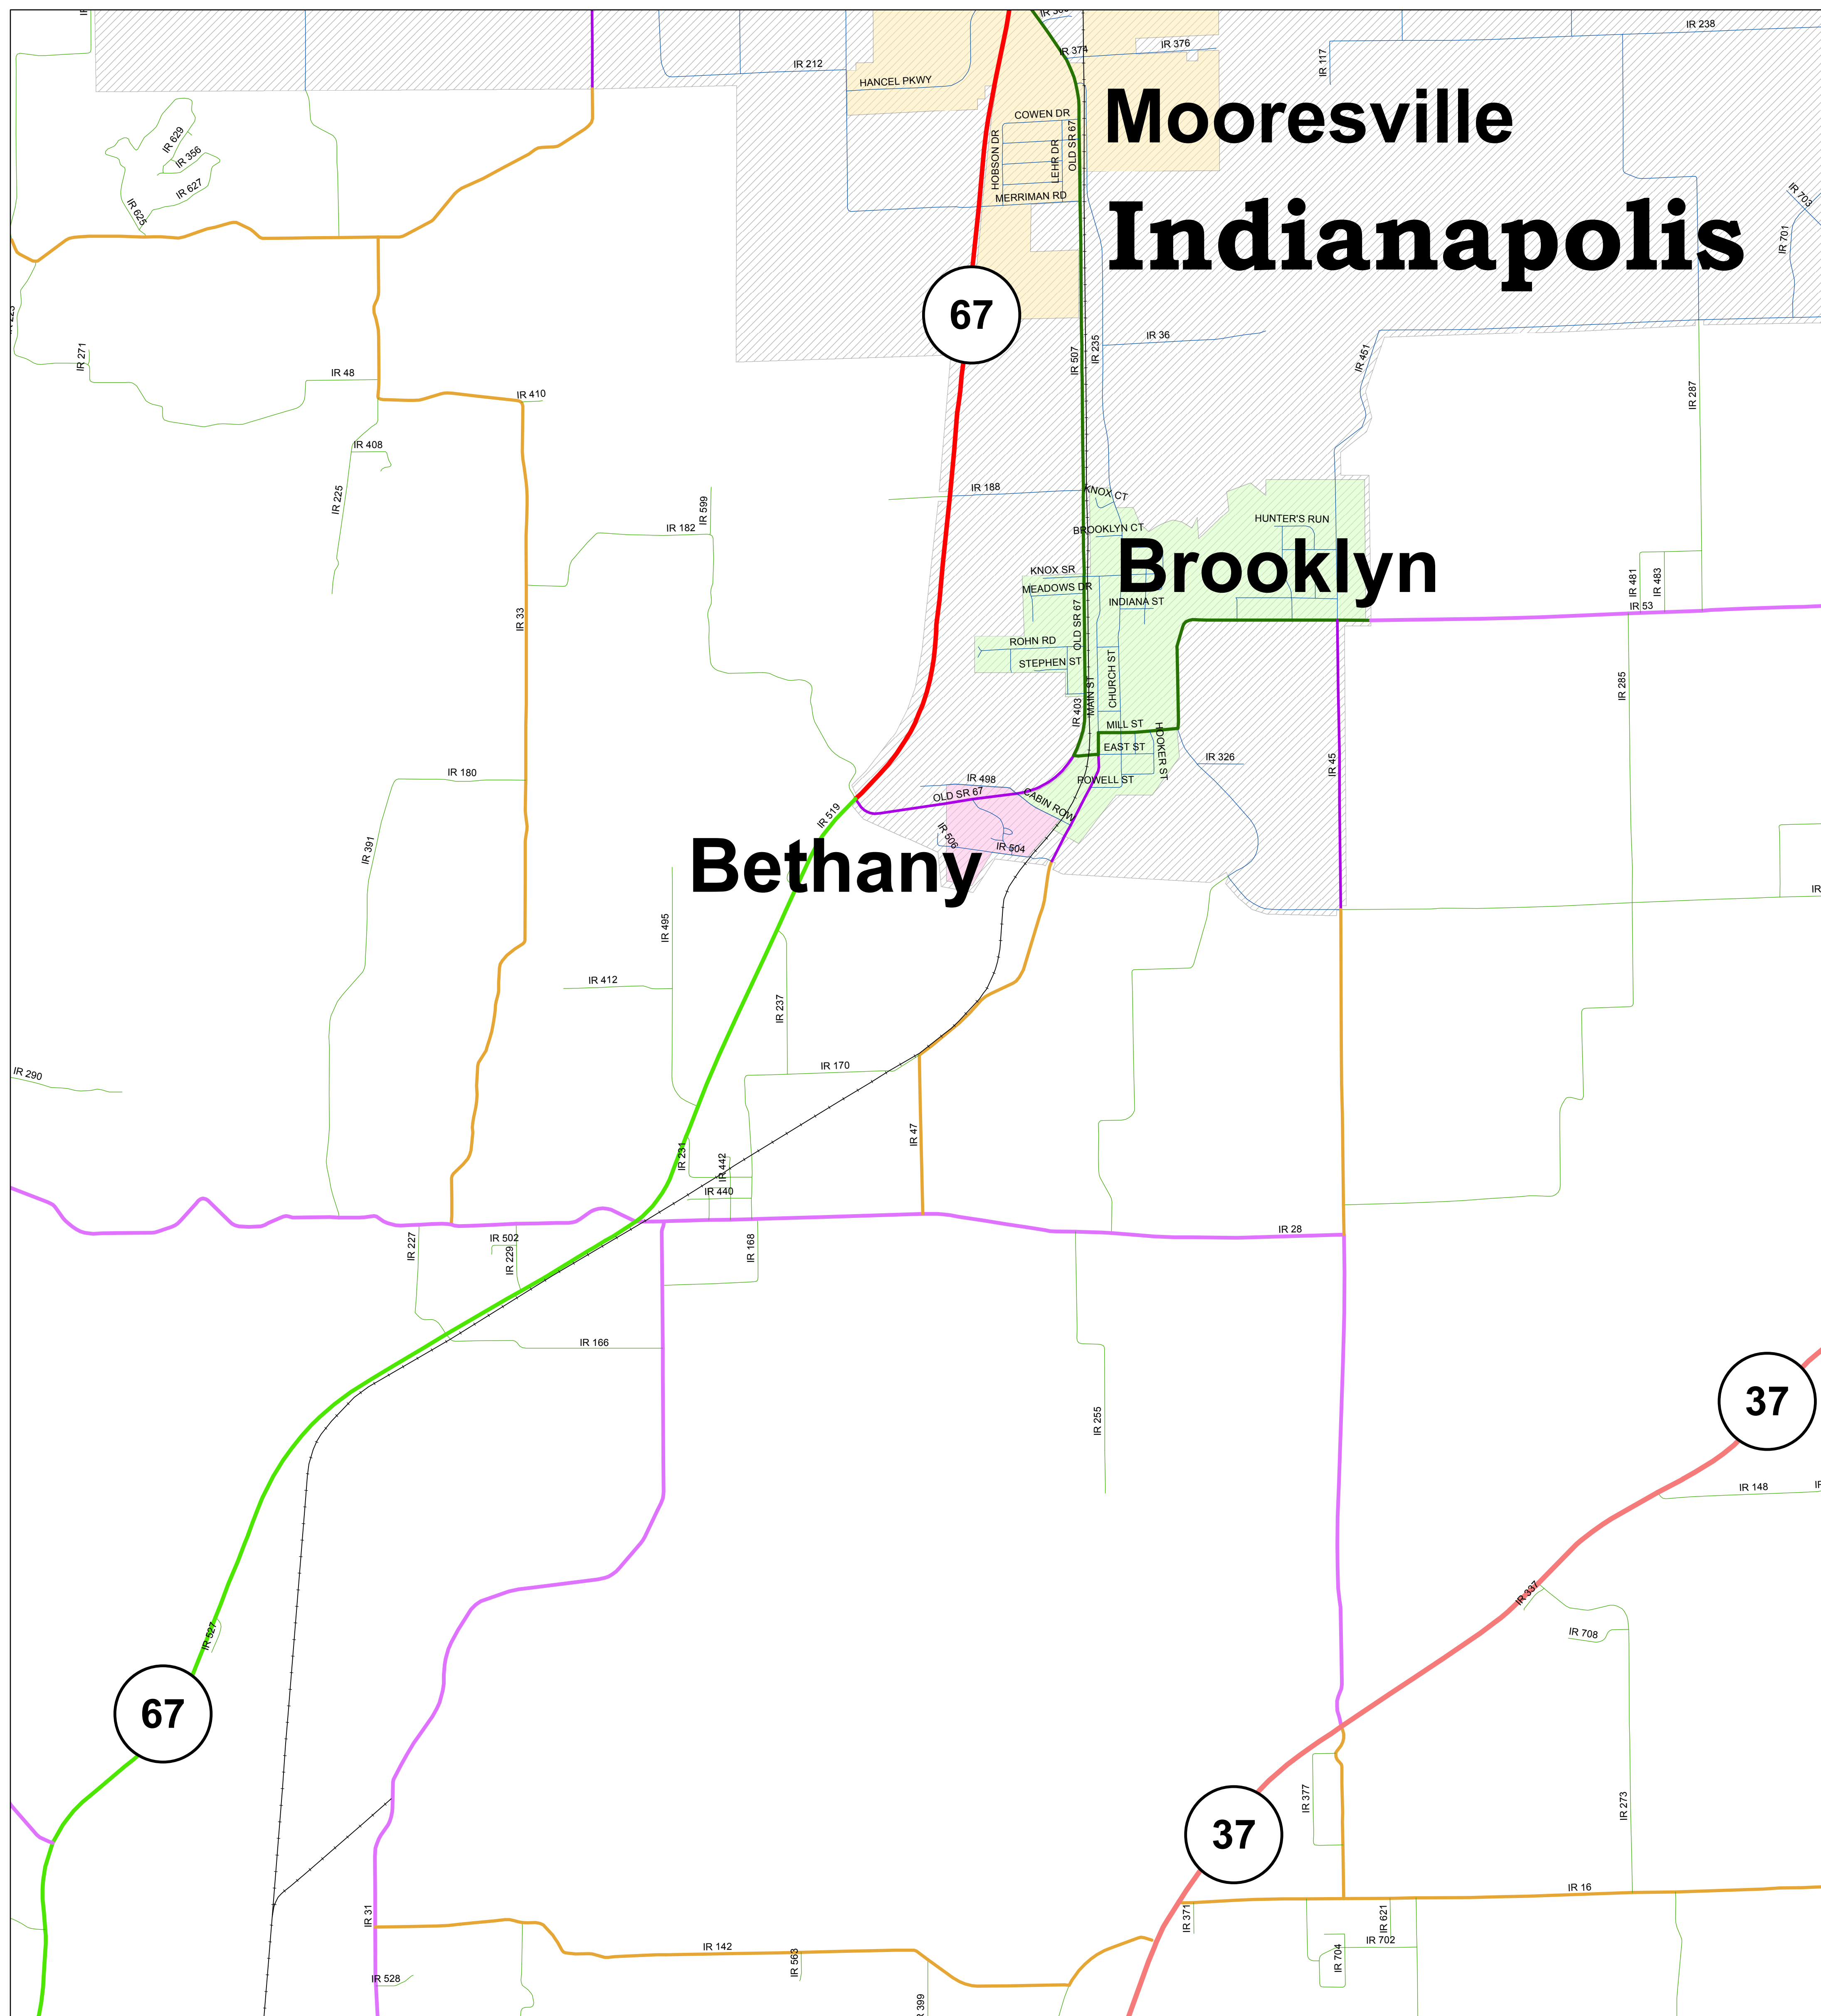 IR 238
IR 374
IR 376
IR 117
IR 212
HANCEL PKWY
Mooresville
COWEN DR
HOBSON DR
LEHR DR
OLD SR 67
MERRIMAN RD
IR 629
IR 356
IR 627
IR 625
IR 703
IR 701
Indianapolis
67
IR 36
IR 507
IR 235
IR 451
IR 271
IR 48
IR 410
IR 287
IR 408
IR 225
IR 188
KNOX CT
IR 599
IR 182
BROOKLYN CT
HUNTER'S RUN
Brooklyn
KNOX SR
MEADOWS DR
INDIANA ST
IR 481
IR 483
IR 53
IR 33
OLD SR 67
ROHN RD
STEPHEN ST
CHURCH ST
MAIN ST
IR 403
IR 285
MILL ST
HOOKER ST
EAST ST
IR 326
IR 45
IR 180
IR 498
POWELL ST
OLD SR 67
CABIN ROW
IR 519
IR 506
IR 504
Bethany
IR 391
IR
IR 495
IR 412
IR 237
IR 290
IR 170
IR 47
IR 231
IR 442
IR 440
IR 28
IR 227
IR 502
IR 229
IR 168
IR 166
37
IR 255
IR 148
IR 337
IR 527
IR 708
67
IR 377
IR 273
37
IR 16
IR 31
IR 371
IR 621
IR 142
IR 563
IR 702
IR 704
IR 528